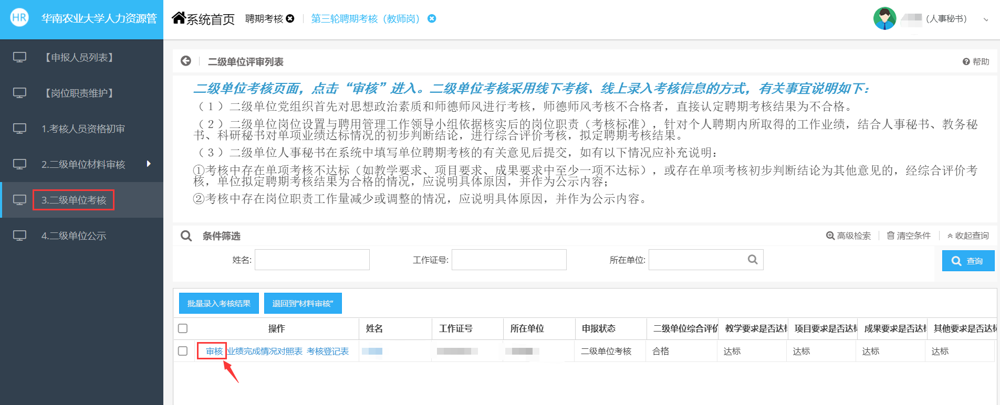 HR 华南农业大学人力资源管
系统首页 聘期考核 第三轮聘期考核（教师岗） （人事秘书）
【申报人员列表】
【岗位职责维护】
1.考核人员资格初审
2.二级单位材料审核
3.二级单位考核
4.二级单位公示
二级单位评审列表 帮助
二级单位考核页面，点击“审核”进入。二级单位考核采用线下考核、线上录入考核信息的方式，有关事宜说明如下：
（１）二级单位党组织首先对思想政治素质和师德师风进行考核，师德师风考核不合格者，直接认定聘期考核结果为不合格。
（２）二级单位岗位设置与聘用管理工作领导小组依据核实后的岗位职责（考核标准），针对个人聘期内所取得的工作业绩，结合人事秘书、教务秘
书、科研秘书对单项业绩达标情况的初步判断结论，进行综合评价考核，拟定聘期考核结果。
（３）二级单位人事秘书在系统中填写单位聘期考核的有关意见后提交，如有以下情况应补充说明：
①考核中存在单项考核不达标（如教学要求、项目要求、成果要求中至少一项不达标），或存在单项考核初步判断结论为其他意见的，经综合评价考
核，单位拟定聘期考核结果为合格的情况，应说明具体原因，并作为公示内容；
②考核中存在岗位职责工作量减少或调整的情况，应说明具体原因，并作为公示内容。
条件筛选 高级检索 清空条件 收起查询
姓名: 工作证号: 所在单位: 查询
批量录入考核结果 退回到“材料审核”
操作 姓名 工作证号 所在单位 申报状态 二级单位综合评价 教学要求是否达标 项目要求是否达标 成果要求是否达标 其他要求是否达标
审核 业绩完成情况对照表 考核登记表 二级单位考核 合格 达标 达标 达标 达标